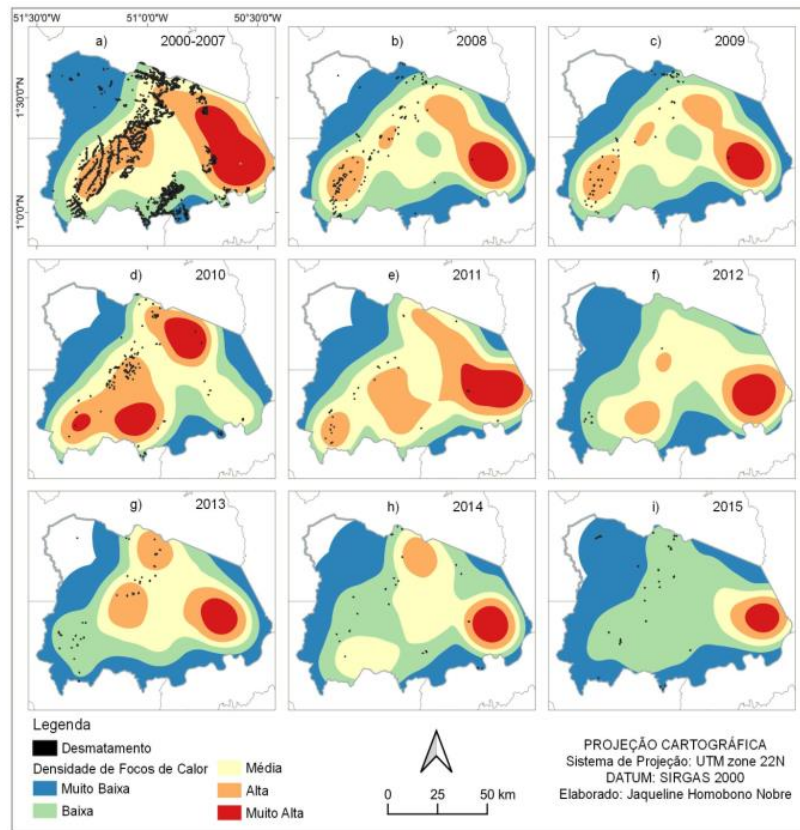 51°30'0"W 51°0'0"W 50°30'0"W
a) 2000-2007
b) 2008
c) 2009
1°30'0"N
1°0'0"N
d) 2010
e) 2011
f) 2012
g) 2013
h) 2014
i) 2015
Legenda
Desmatamento
Densidade de Focos de Calor
Muito Baixa
Baixa
Média
Alta
Muito Alta
0 25 50 km
PROJEÇÃO CARTOGRÁFICA
Sistema de Projeção: UTM zone 22N
DATUM: SIRGAS 2000
Elaborado: Jaqueline Homobono Nobre